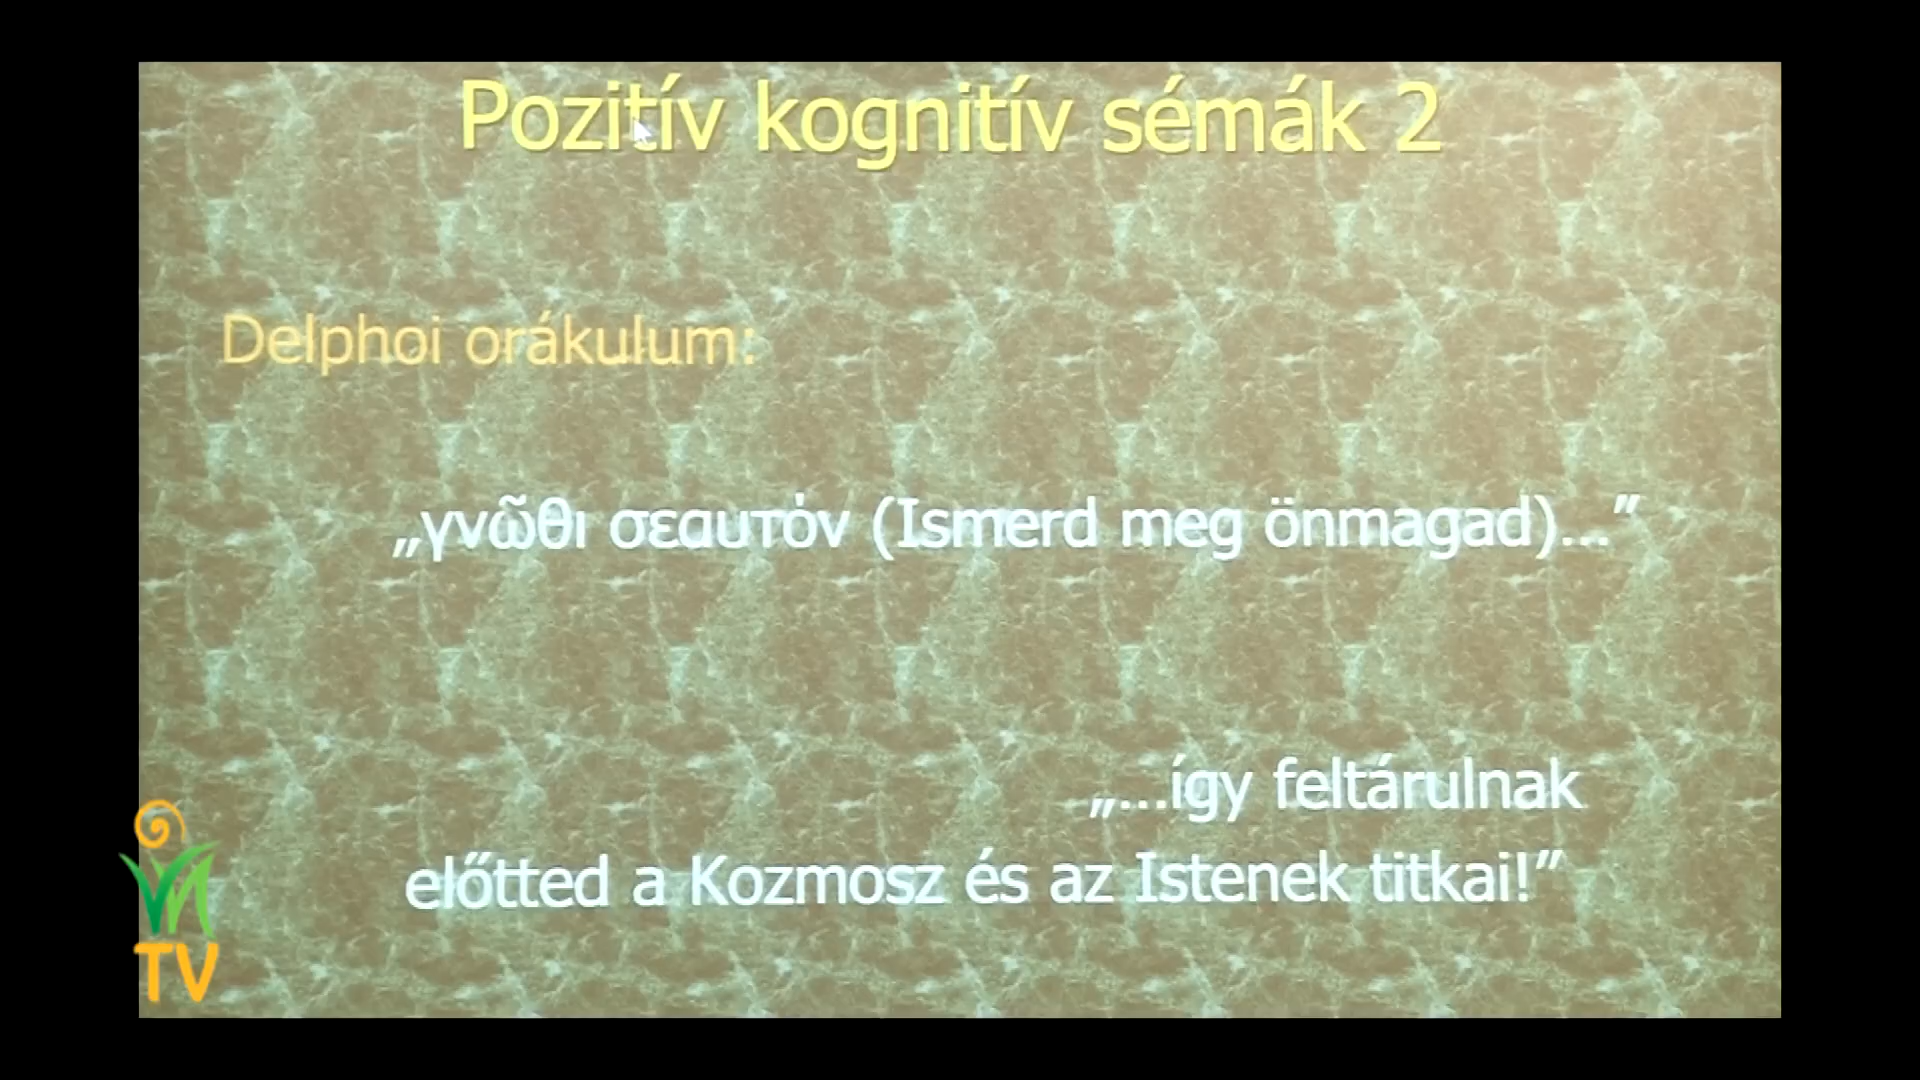 Pozitív kognitív sémák 2
Delphoi orákulum:
„γνῶθι σεαυτόν (Ismerd meg önmagad)...”
„...így feltárulnak
előtted a Kozmosz és az Istenek titkai!”
TV